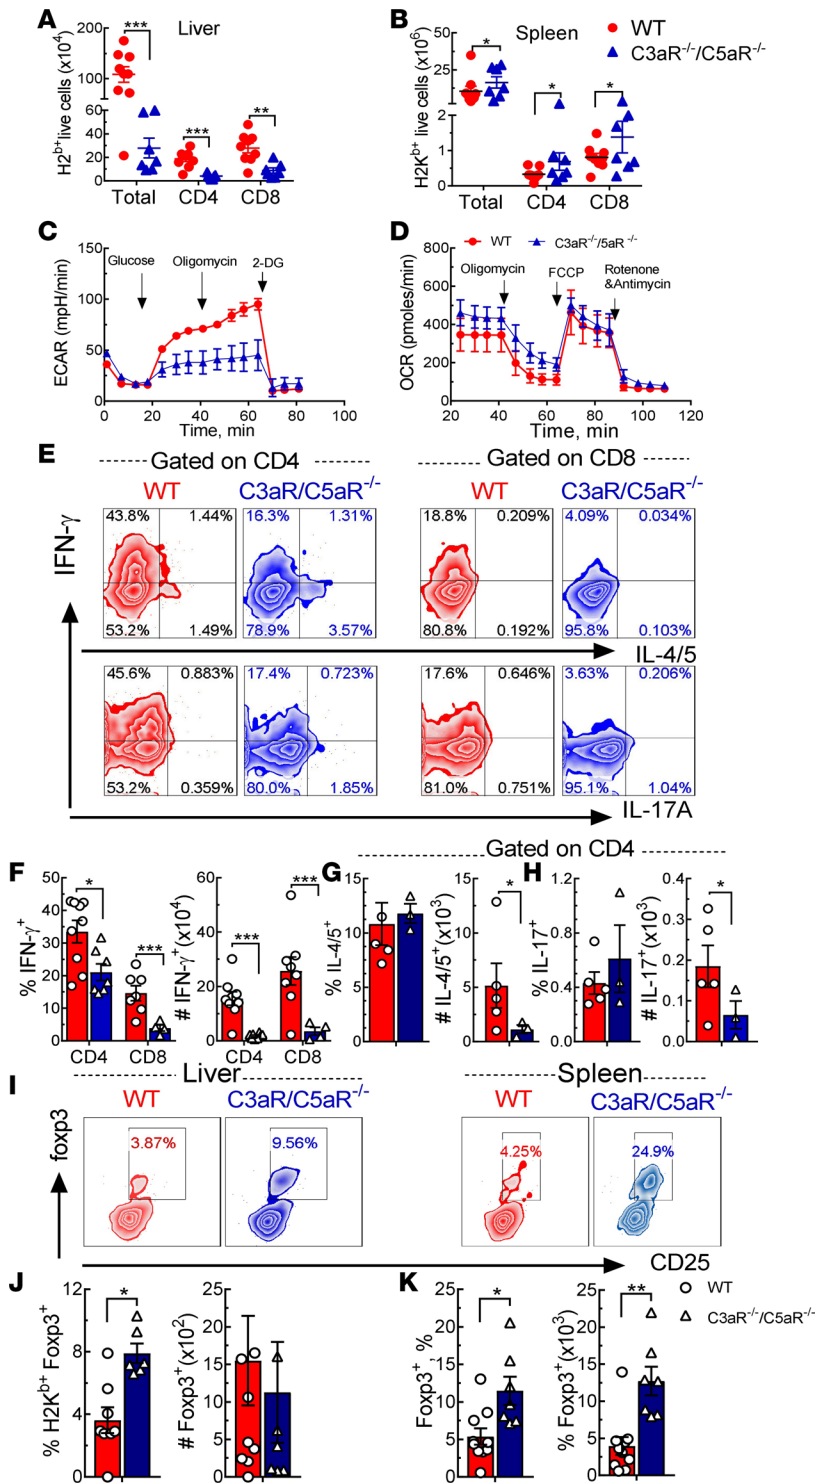 A
Liver
H2ᵇ⁺live cells (x10⁴)
200
100
60
40
20
0
***
***
**
Total
CD4
CD8
B
Spleen
H2Kᵇ⁺ live cells (x10⁶)
50
25
2
1
0
*
*
*
Total
CD4
CD8
WT
C3aR⁻/⁻/C5aR⁻/⁻
C
ECAR (mpH/min)
150
100
50
0
Glucose
Oligomycin
2-DG
0 20 40 60 80 100
Time, min
D
WT
C3aR⁻/⁻/5aR ⁻/⁻
OCR (pmoles/min)
800
600
400
200
0
Oligomycin
FCCP
Rotenone
&Antimycin
20 40 60 80 100 120
Time, min
E
Gated on CD4
Gated on CD8
WT
C3aR/C5aR⁻/⁻
WT
C3aR/C5aR⁻/⁻
IFN-γ
43.8% 1.44%
53.2% 1.49%
16.3% 1.31%
78.9% 3.57%
18.8% 0.209%
80.8% 0.192%
4.09% 0.034%
95.8% 0.103%
IL-4/5
45.6% 0.883%
53.2% 0.359%
17.4% 0.723%
80.0% 1.85%
17.6% 0.646%
81.0% 0.751%
3.63% 0.206%
95.1% 1.04%
IL-17A
Gated on CD4
F
% IFN-γ⁺
50
40
30
20
10
0
*
***
CD4
CD8
# IFN-γ⁺(x10⁴)
60
40
20
0
***
***
CD4
CD8
G
% IL-4/5⁺
15
10
5
0
# IL-4/5⁺(x10³)
15
10
5
0
*
H
% IL-17⁺
1.2
0.8
0.4
0.0
# IL-17⁺ (x10³)
0.4
0.3
0.2
0.1
0.0
*
I
Liver
Spleen
WT
C3aR/C5aR⁻/⁻
WT
C3aR/C5aR⁻/⁻
foxp3
3.87%
9.56%
4.25%
24.9%
CD25
J
% H2Kᵇ⁺ Foxp3⁺
12
8
4
0
*
# Foxp3⁺ (x10²)
25
20
15
10
5
0
K
Foxp3⁺, %
25
20
15
10
5
0
*
% Foxp3⁺(x10³)
25
20
15
10
5
0
**
WT
C3aR⁻/⁻/C5aR⁻/⁻